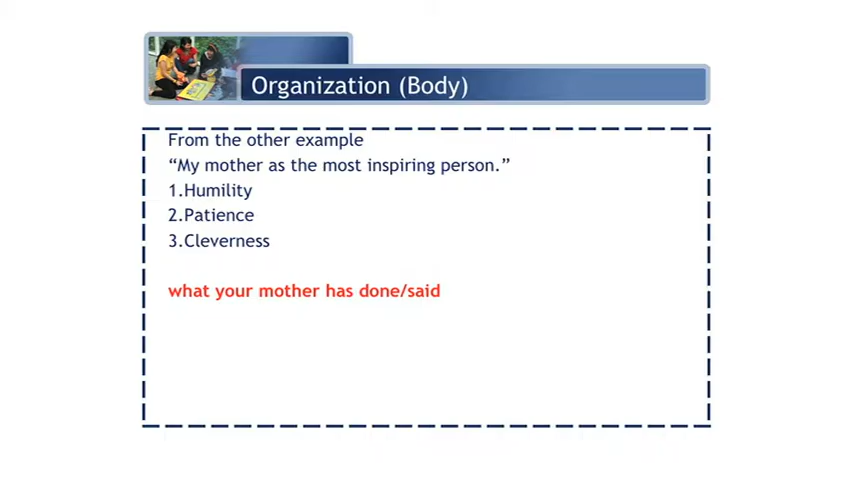 Organization (Body)
From the other example
“My mother as the most inspiring person.”
1.Humility
2.Patience
3.Cleverness
what your mother has done/said